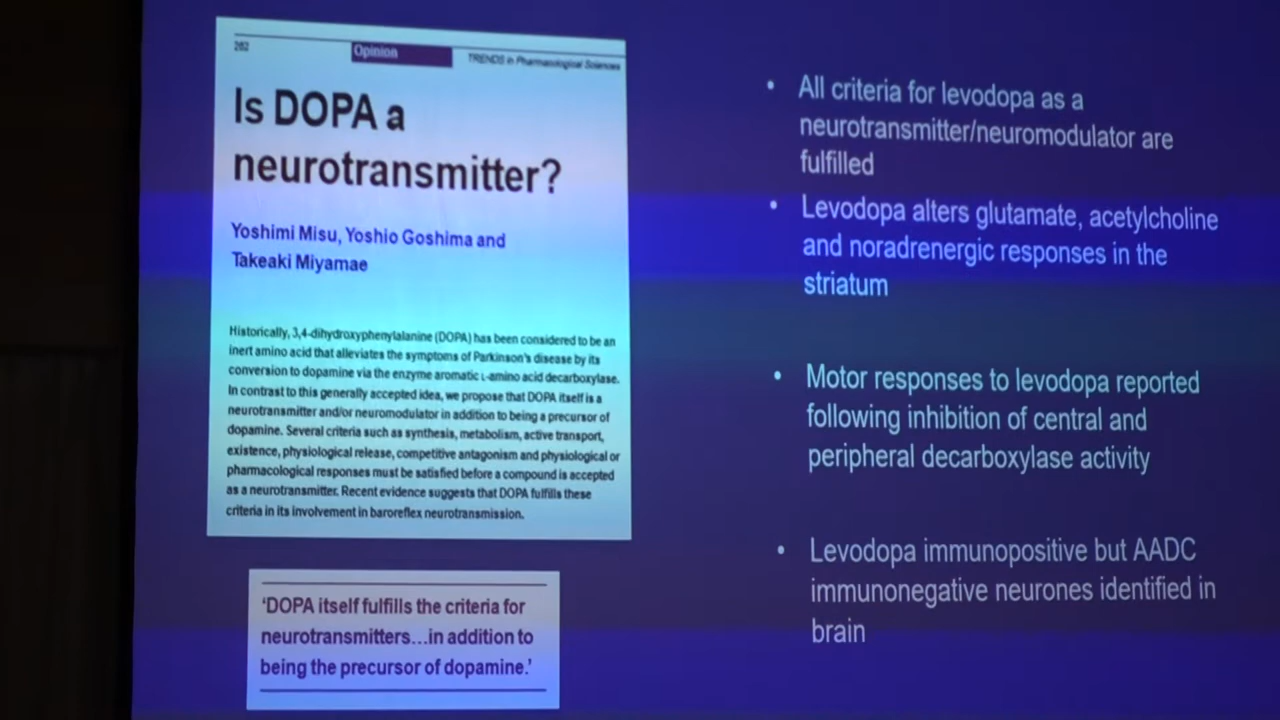 282
Opinion
TRENDS in Pharmacological Sciences
Is DOPA a
neurotransmitter?
Yoshimi Misu, Yoshio Goshima and
Takeaki Miyamae
Historically, 3,4-dihydroxyphenylalanine (DOPA) has been considered to be an
inert amino acid that alleviates the symptoms of Parkinson's disease by its
conversion to dopamine via the enzyme aromatic L-amino acid decarboxylase.
In contrast to this generally accepted idea, we propose that DOPA itself is a
neurotransmitter and/or neuromodulator in addition to being a precursor of
dopamine. Several criteria such as synthesis, metabolism, active transport,
existence, physiological release, competitive antagonism and physiological or
pharmacological responses must be satisfied before a compound is accepted
as a neurotransmitter. Recent evidence suggests that DOPA fulfills these
criteria in its involvement in baroreflex neurotransmission.
'DOPA itself fulfills the criteria for
neurotransmitters...in addition to
being the precursor of dopamine.'
• All criteria for levodopa as a
neurotransmitter/neuromodulator are
fulfilled
• Levodopa alters glutamate, acetylcholine
and noradrenergic responses in the
striatum
• Motor responses to levodopa reported
following inhibition of central and
peripheral decarboxylase activity
• Levodopa immunopositive but AADC
immunonegative neurones identified in
brain